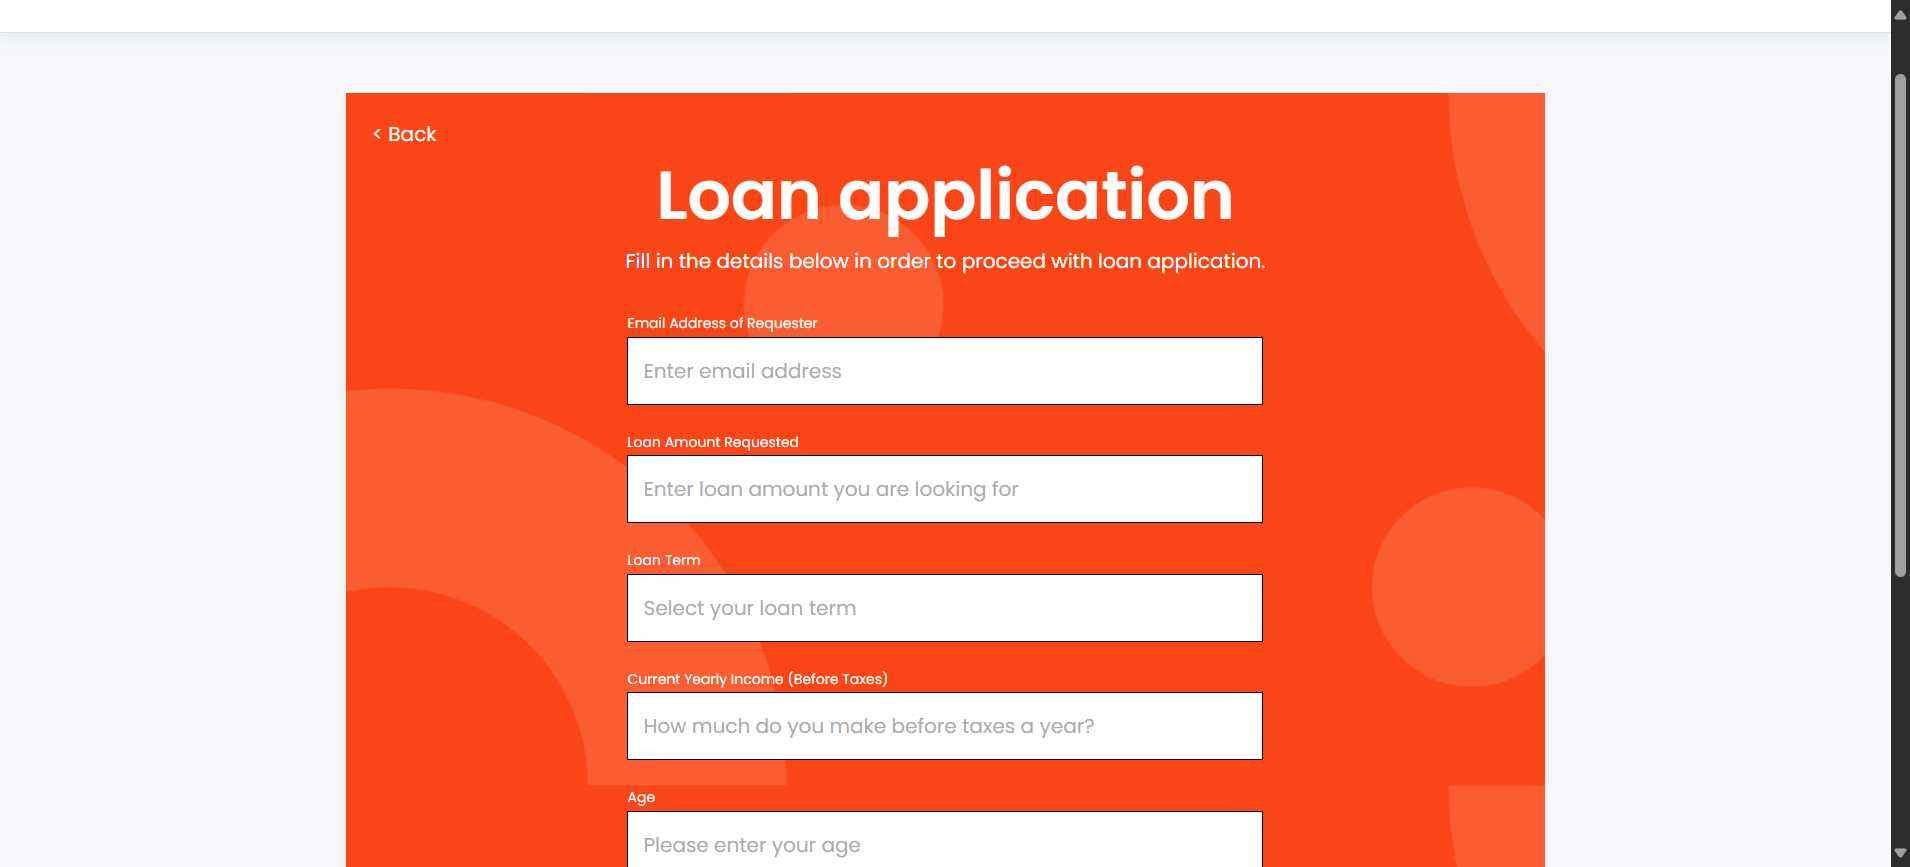 < Back
Loan application
Fill in the details below in order to proceed with loan application.
Email Address of Requester
Enter email address
Loan Amount Requested
Enter loan amount you are looking for
Loan Term
Select your loan term
Current Yearly Income (Before Taxes)
How much do you make before taxes a year?
Age
Please enter your age